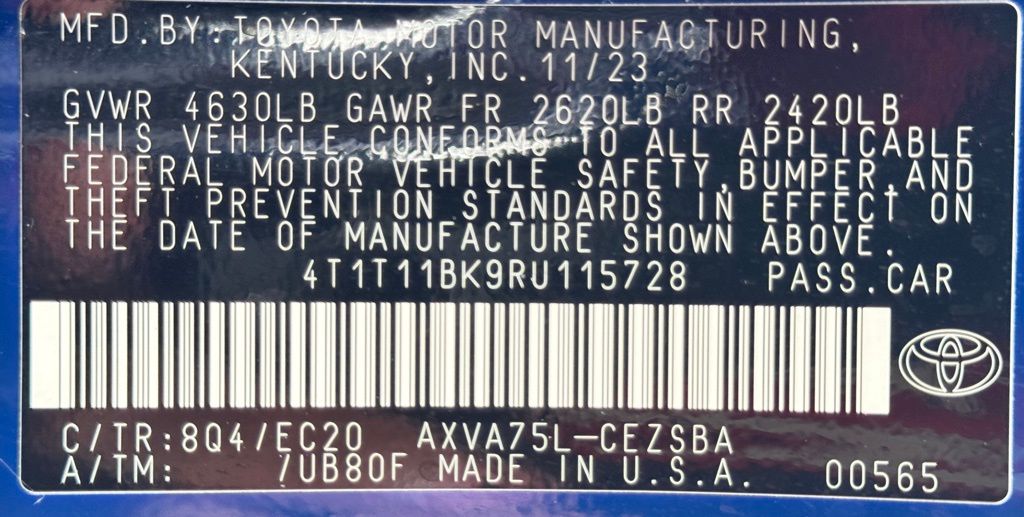 MFD.BY:TOYOTA MOTOR MANUFACTURING,
KENTUCKY,INC.11/23
GVWR 4630LB GAWR FR 2620LB RR 2420LB
THIS VEHICLE CONFORMS TO ALL APPLICABLE
FEDERAL MOTOR VEHICLE SAFETY,BUMPER,AND
THEFT PREVENTION STANDARDS IN EFFECT ON
THE DATE OF MANUFACTURE SHOWN ABOVE.
4T1T11BK9RU115728 PASS.CAR
C/TR:8Q4/EC20 AXVA75L-CEZSBA
A/TM: /UB80F MADE IN U.S.A. 00565